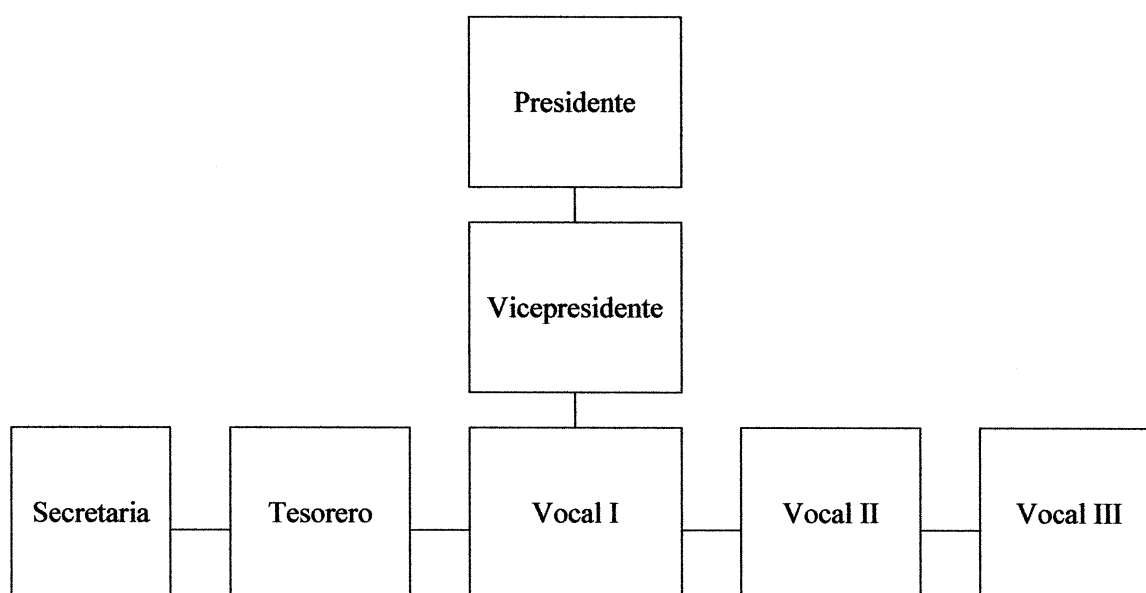 Presidente
Vicepresidente
Secretaria
Tesorero
Vocal I
Vocal II
Vocal III